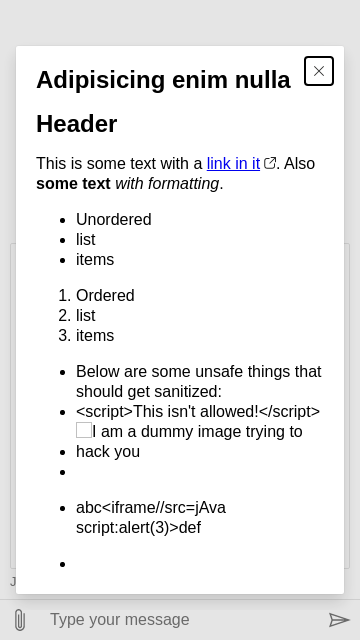 Adipisicing enim nulla
Header
This is some text with a link in it. Also
some text with formatting.
Unordered
list
items
1. Ordered
2. list
3. items
Below are some unsafe things that
should get sanitized:
<script>This isn't allowed!</script>
I am a dummy image trying to
hack you
abc<iframe//src=jAva
script:alert(3)>def
J
Type your message